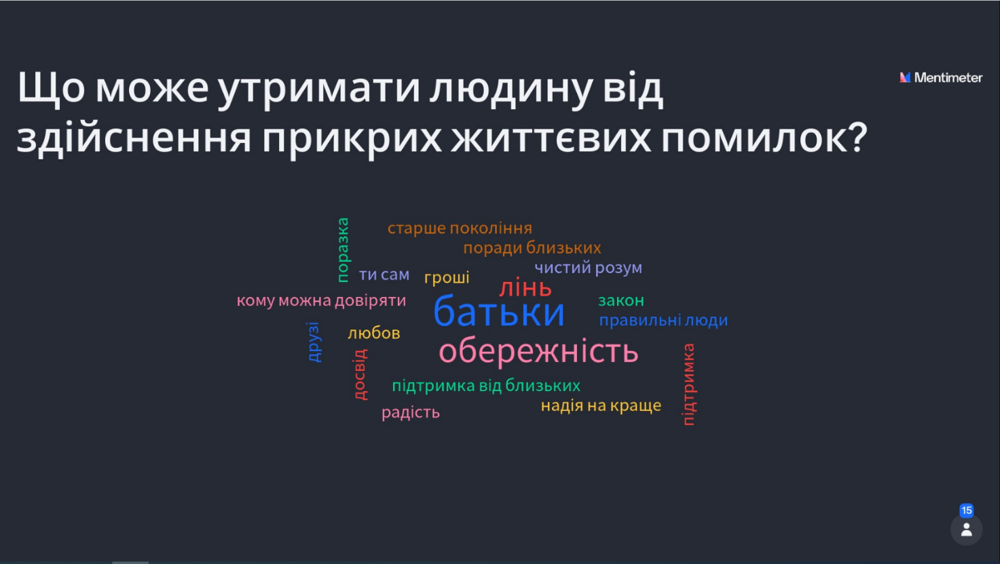 Що може утримати людину від
здійснення прикрих життєвих помилок?
Mentimeter
поразка
старше покоління
поради близьких
чистий розум
ти сам
гроші
лінь
кому можна довіряти
батьки
закон
правильні люди
друзі
любов
обережність
досвід
підтримка
підтримка від близьких
надія на краще
радість
15